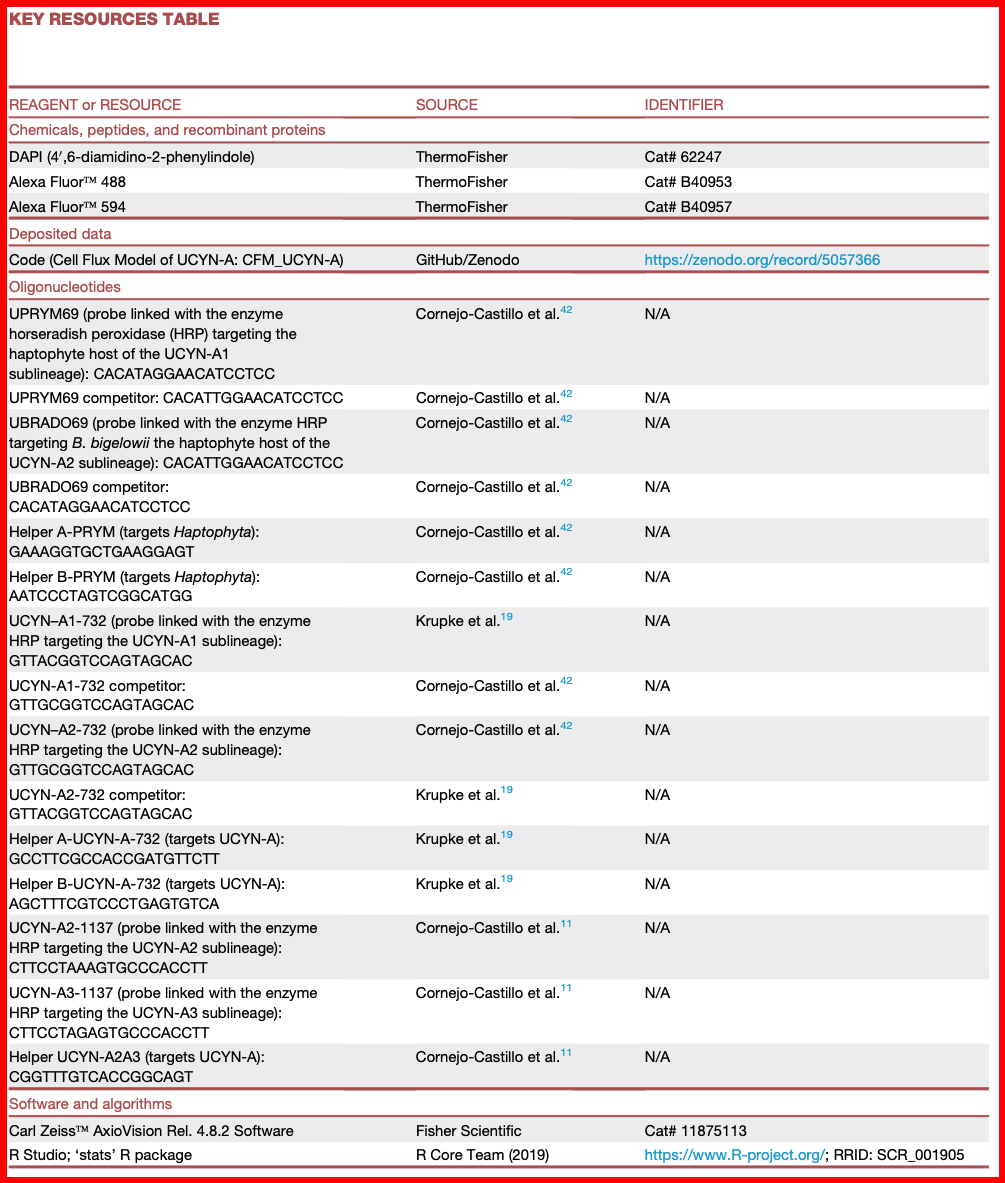 KEY RESOURCES TABLE
REAGENT or RESOURCE SOURCE IDENTIFIER
Chemicals, peptides, and recombinant proteins
DAPI (4′,6-diamidino-2-phenylindole) ThermoFisher Cat# 62247
Alexa Fluor™ 488 ThermoFisher Cat# B40953
Alexa Fluor™ 594 ThermoFisher Cat# B40957
Deposited data
Code (Cell Flux Model of UCYN-A: CFM_UCYN-A) GitHub/Zenodo https://zenodo.org/record/5057366
Oligonucleotides
UPRYM69 (probe linked with the enzyme Cornejo-Castillo et al.42 N/A
horseradish peroxidase (HRP) targeting the
haptophyte host of the UCYN-A1
sublineage): CACATAGGAACATCCTCC
UPRYM69 competitor: CACATTGGAACATCCTCC Cornejo-Castillo et al.42 N/A
UBRADO69 (probe linked with the enzyme HRP Cornejo-Castillo et al.42 N/A
targeting B. bigelowii the haptophyte host of the
UCYN-A2 sublineage): CACATTGGAACATCCTCC
UBRADO69 competitor: Cornejo-Castillo et al.42 N/A
CACATAGGAACATCCTCC
Helper A-PRYM (targets Haptophyta): Cornejo-Castillo et al.42 N/A
GAAAGGTGCTGAAGGAGT
Helper B-PRYM (targets Haptophyta): Cornejo-Castillo et al.42 N/A
AATCCCTAGTCGGCATGG
UCYN–A1-732 (probe linked with the enzyme Krupke et al.19 N/A
HRP targeting the UCYN-A1 sublineage):
GTTACGGTCCAGTAGCAC
UCYN-A1-732 competitor: Cornejo-Castillo et al.42 N/A
GTTGCGGTCCAGTAGCAC
UCYN–A2-732 (probe linked with the enzyme Cornejo-Castillo et al.42 N/A
HRP targeting the UCYN-A2 sublineage):
GTTGCGGTCCAGTAGCAC
UCYN-A2-732 competitor: Krupke et al.19 N/A
GTTACGGTCCAGTAGCAC
Helper A-UCYN-A-732 (targets UCYN-A): Krupke et al.19 N/A
GCCTTCGCCACCGATGTTCTT
Helper B-UCYN-A-732 (targets UCYN-A): Krupke et al.19 N/A
AGCTTTCGTCCCTGAGTGTCA
UCYN-A2-1137 (probe linked with the enzyme Cornejo-Castillo et al.11 N/A
HRP targeting the UCYN-A2 sublineage):
CTTCCTAAAGTGCCCACCTT
UCYN-A3-1137 (probe linked with the enzyme Cornejo-Castillo et al.11 N/A
HRP targeting the UCYN-A3 sublineage):
CTTCCTAGAGTGCCCACCTT
Helper UCYN-A2A3 (targets UCYN-A): Cornejo-Castillo et al.11 N/A
CGGTTTGTCACCGGCAGT
Software and algorithms
Carl Zeiss™ AxioVision Rel. 4.8.2 Software Fisher Scientific Cat# 11875113
R Studio; ‘stats’ R package R Core Team (2019) https://www.R-project.org/; RRID: SCR_001905